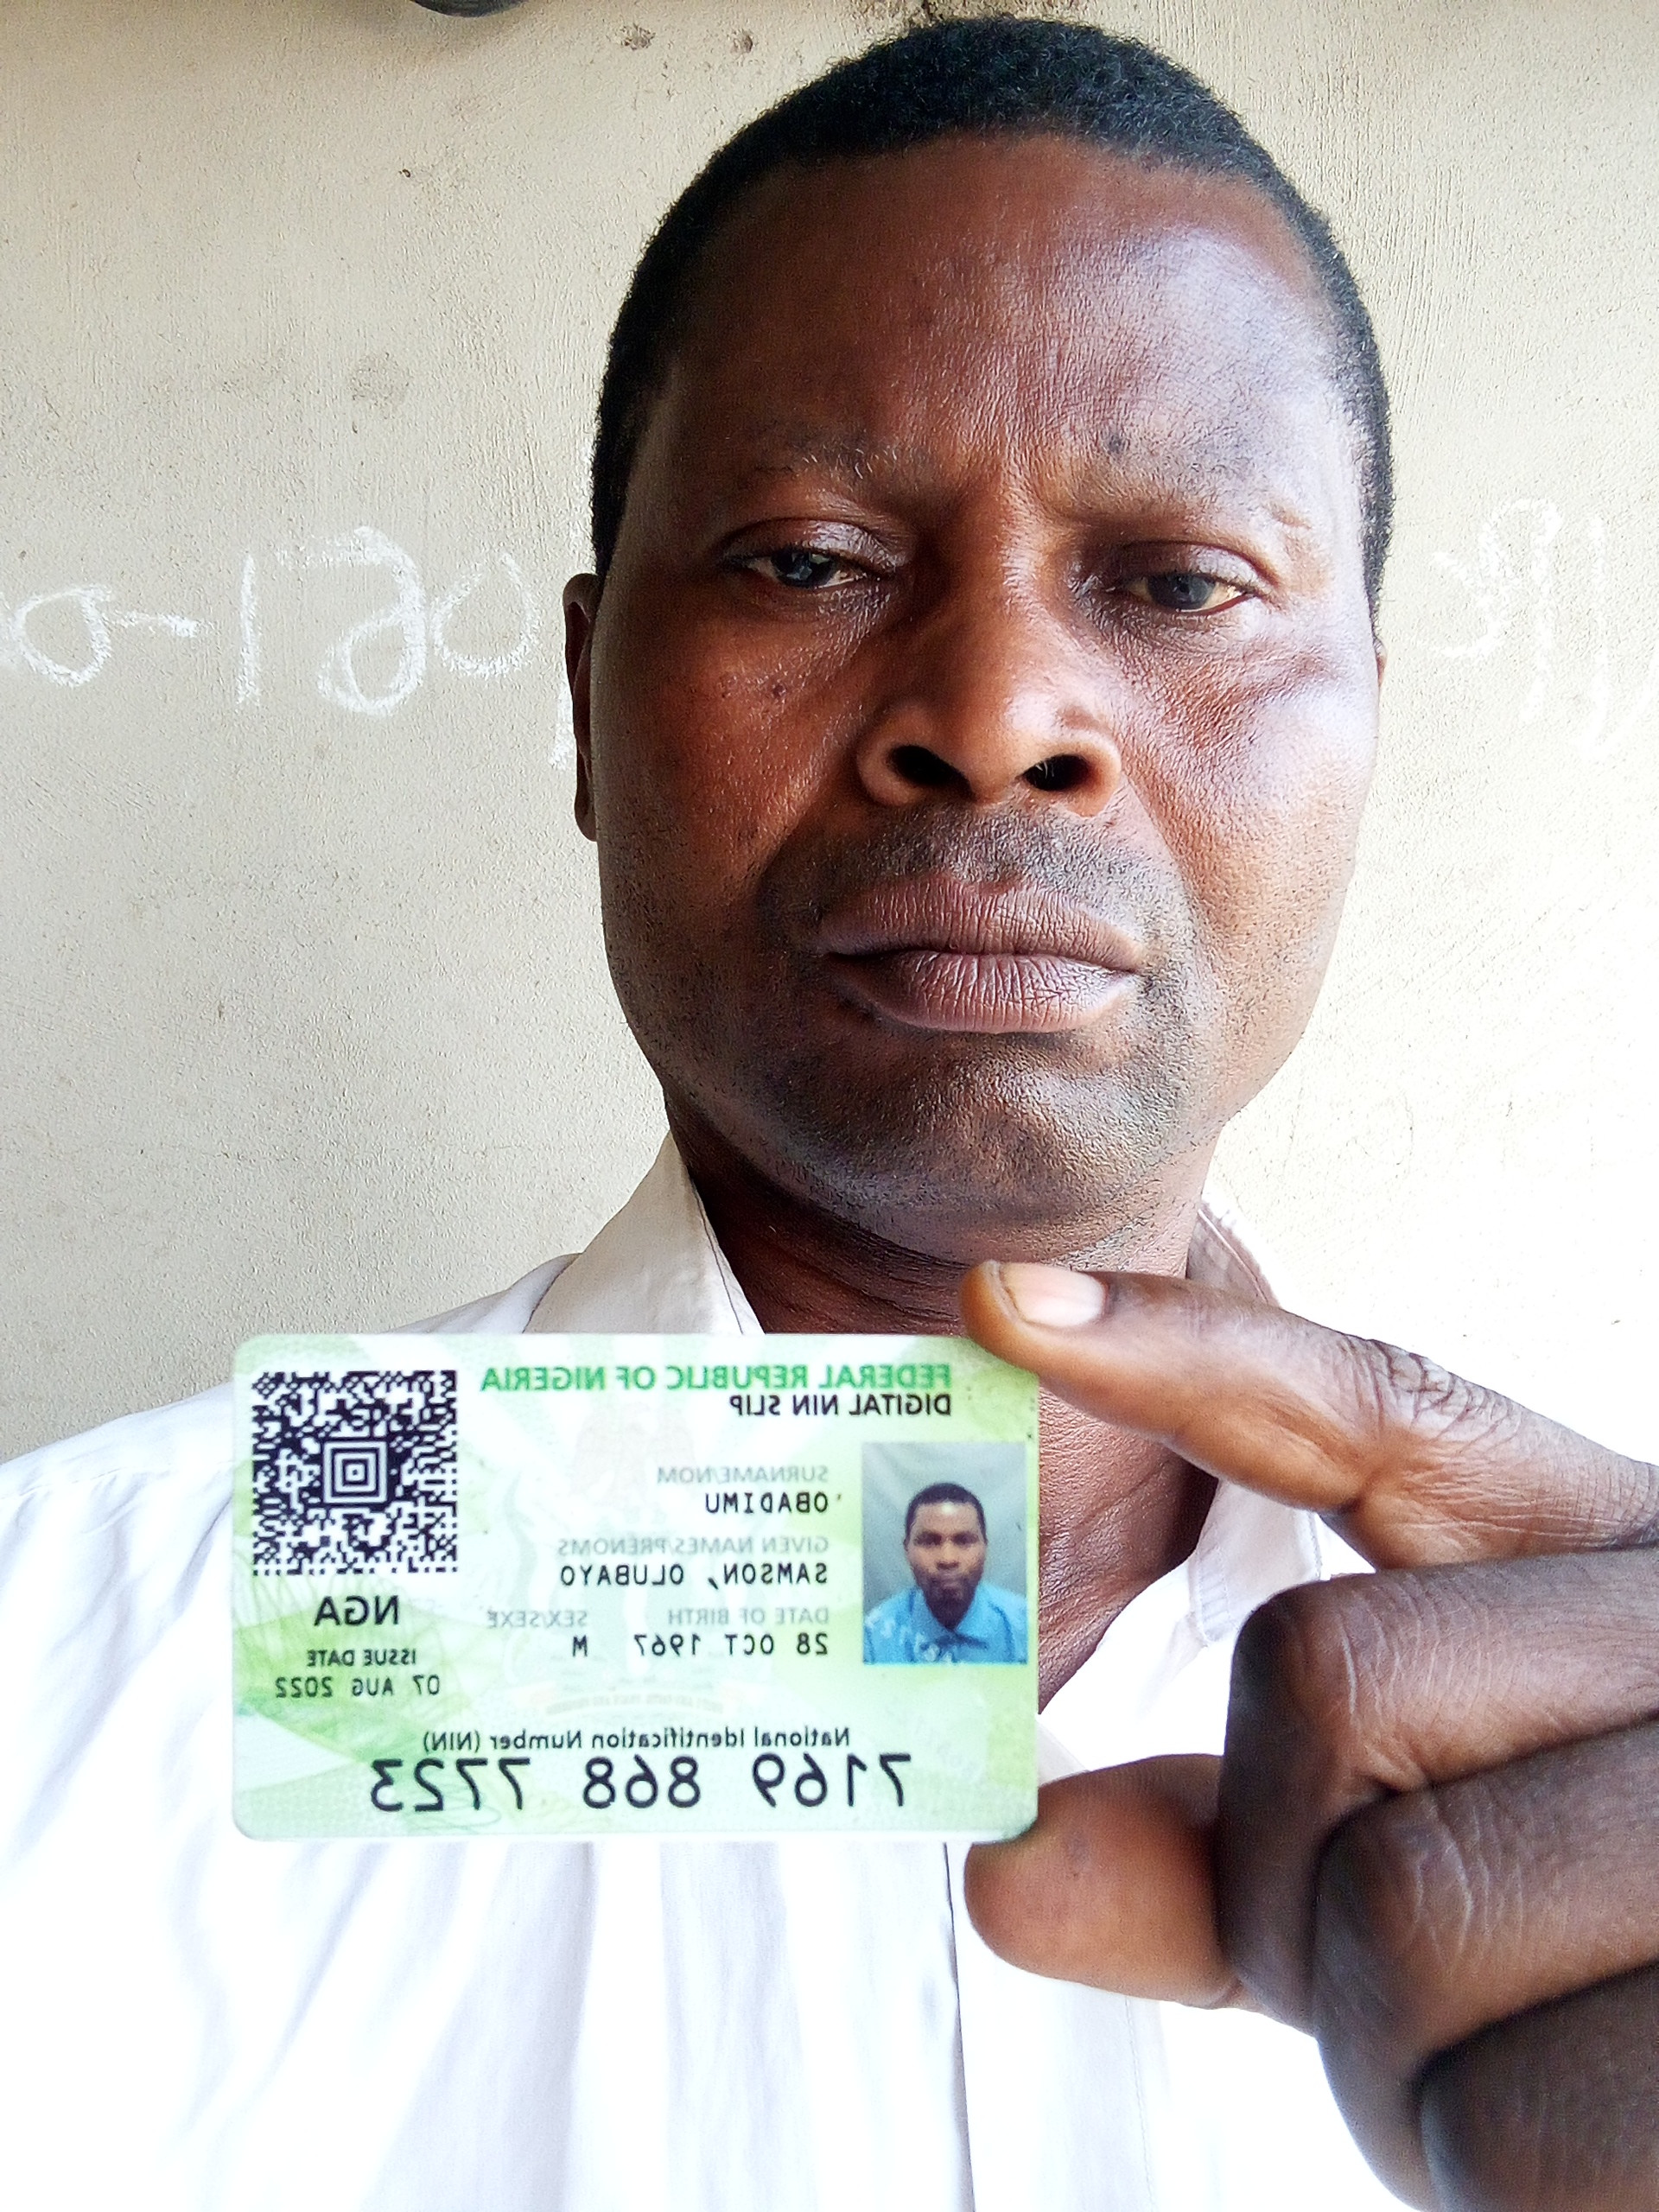 FEDERAL REPUBLIC OF NIGERIA
DIGITAL NIN SLIP
SURNAME/NOM
OBADIMU
GIVEN NAMES/PRÉNOMS
SAMSON, OLUBAYO
DATE OF BIRTH SEX/SEXE
28 OCT 1967 M
NGA
ISSUE DATE
07 AUG 2022
National Identification Number (NIN)
7169 868 7723